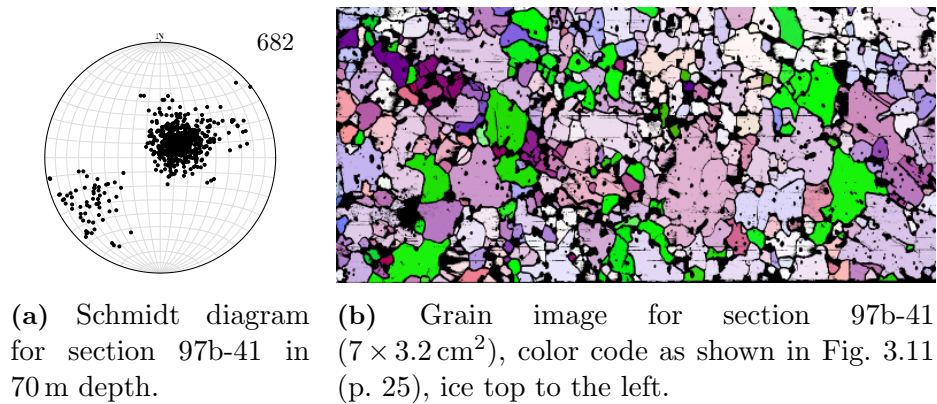 N
682
(a) Schmidt diagram
for section 97b-41 in
70 m depth.
(b) Grain image for section 97b-41
(7 × 3.2 cm²), color code as shown in Fig. 3.11
(p. 25), ice top to the left.